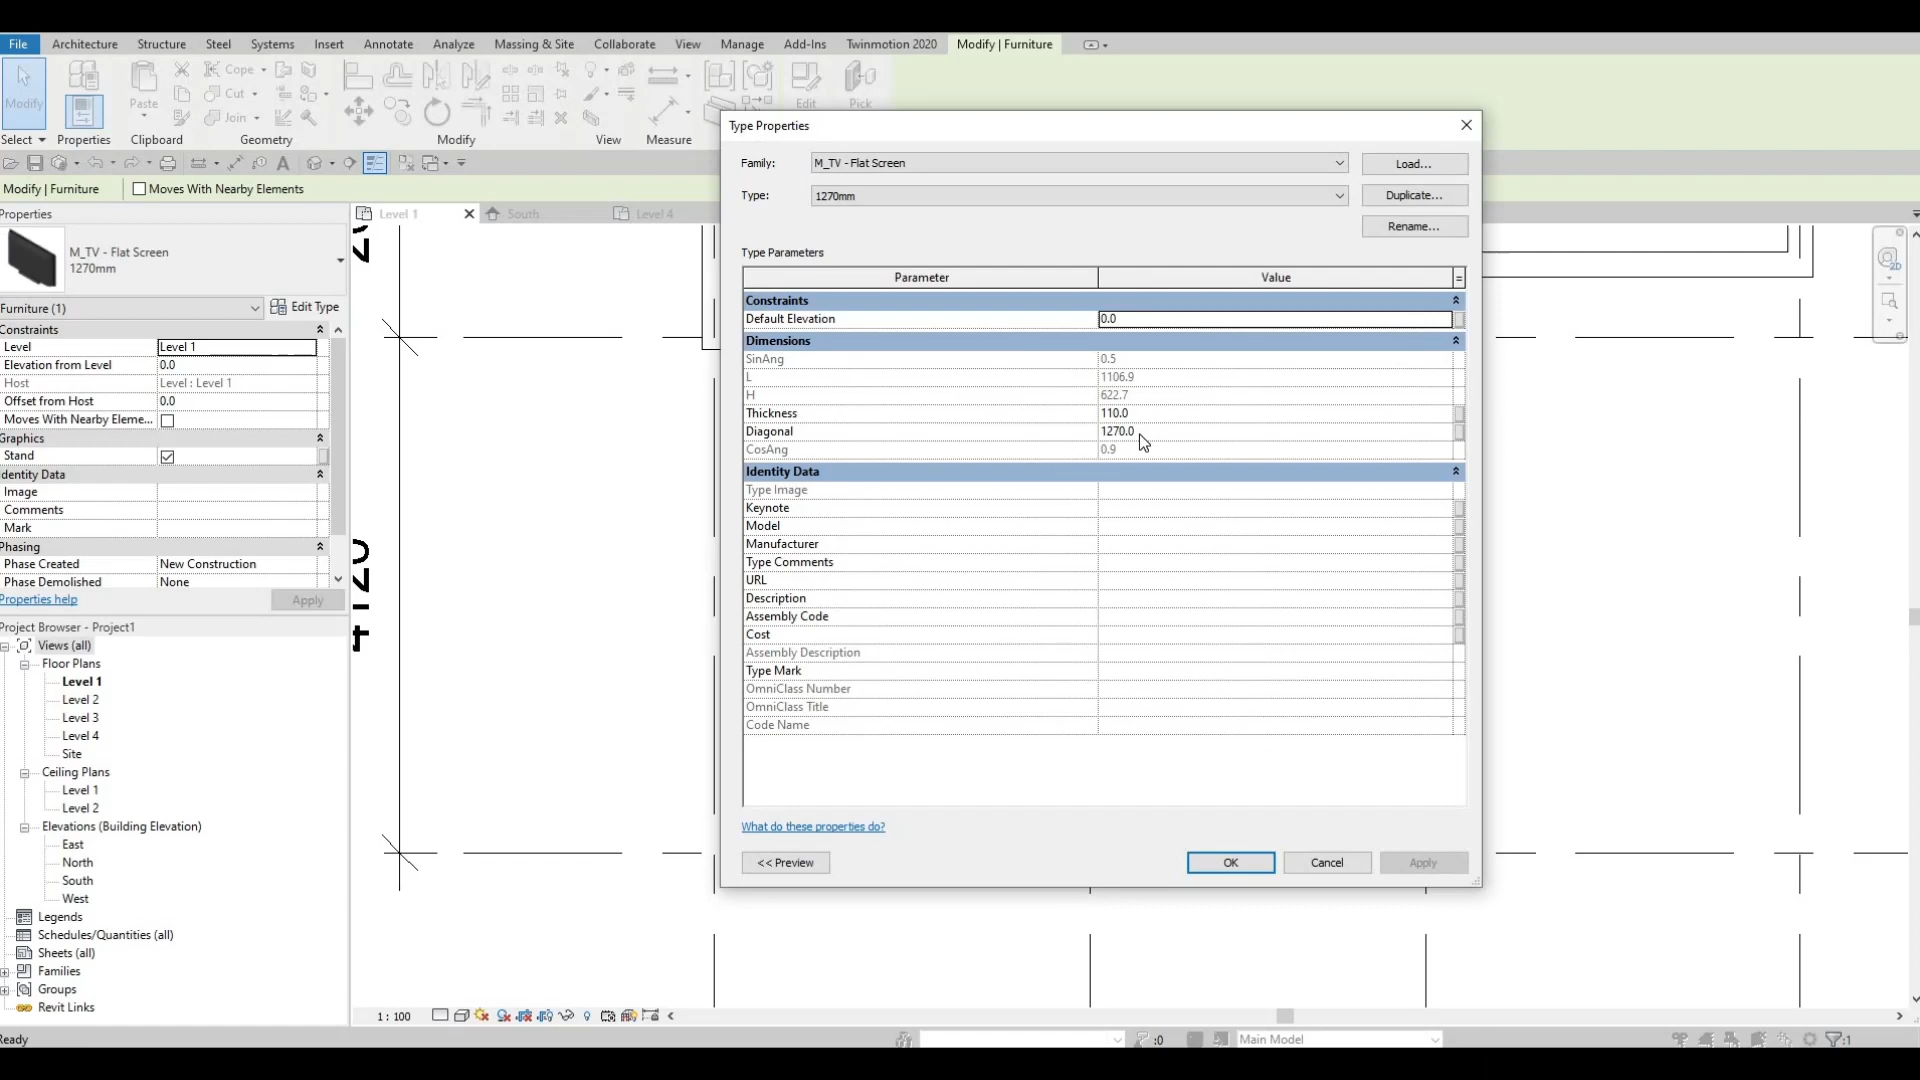 File Architecture Structure Steel Systems Insert Annotate Analyze Massing & Site Collaborate View Manage Add-Ins Twinmotion 2020 Modify | Furniture
Modify Paste Cope Cut Join Edit Pick
Select Properties Clipboard Geometry Modify View Measure
Modify | Furniture Moves With Nearby Elements
Properties
M_TV - Flat Screen
1270mm
Furniture (1) Edit Type
Constraints
Level Level 1
Elevation from Level 0.0
Host Level : Level 1
Offset from Host 0.0
Moves With Nearby Eleme...
Graphics
Stand
Identity Data
Image
Comments
Mark
Phasing
Phase Created New Construction
Phase Demolished None
Properties help Apply
Project Browser - Project1
Views (all)
Floor Plans
Level 1
Level 2
Level 3
Level 4
Site
Ceiling Plans
Level 1
Level 2
Elevations (Building Elevation)
East
North
South
West
Legends
Schedules/Quantities (all)
Sheets (all)
Families
Groups
Revit Links
Ready
Level 1 South Level 4
Type Properties
Family: M_TV - Flat Screen Load...
Type: 1270mm Duplicate...
Rename...
Type Parameters
Parameter Value =
Constraints
Default Elevation 0.0
Dimensions
SinAng 0.5
L 1106.9
H 622.7
Thickness 110.0
Diagonal 1270.0
CosAng 0.9
Identity Data
Type Image
Keynote
Model
Manufacturer
Type Comments
URL
Description
Assembly Code
Cost
Assembly Description
Type Mark
OmniClass Number
OmniClass Title
Code Name
What do these properties do?
<< Preview OK Cancel Apply
2D
1 : 100
:0 Main Model :1